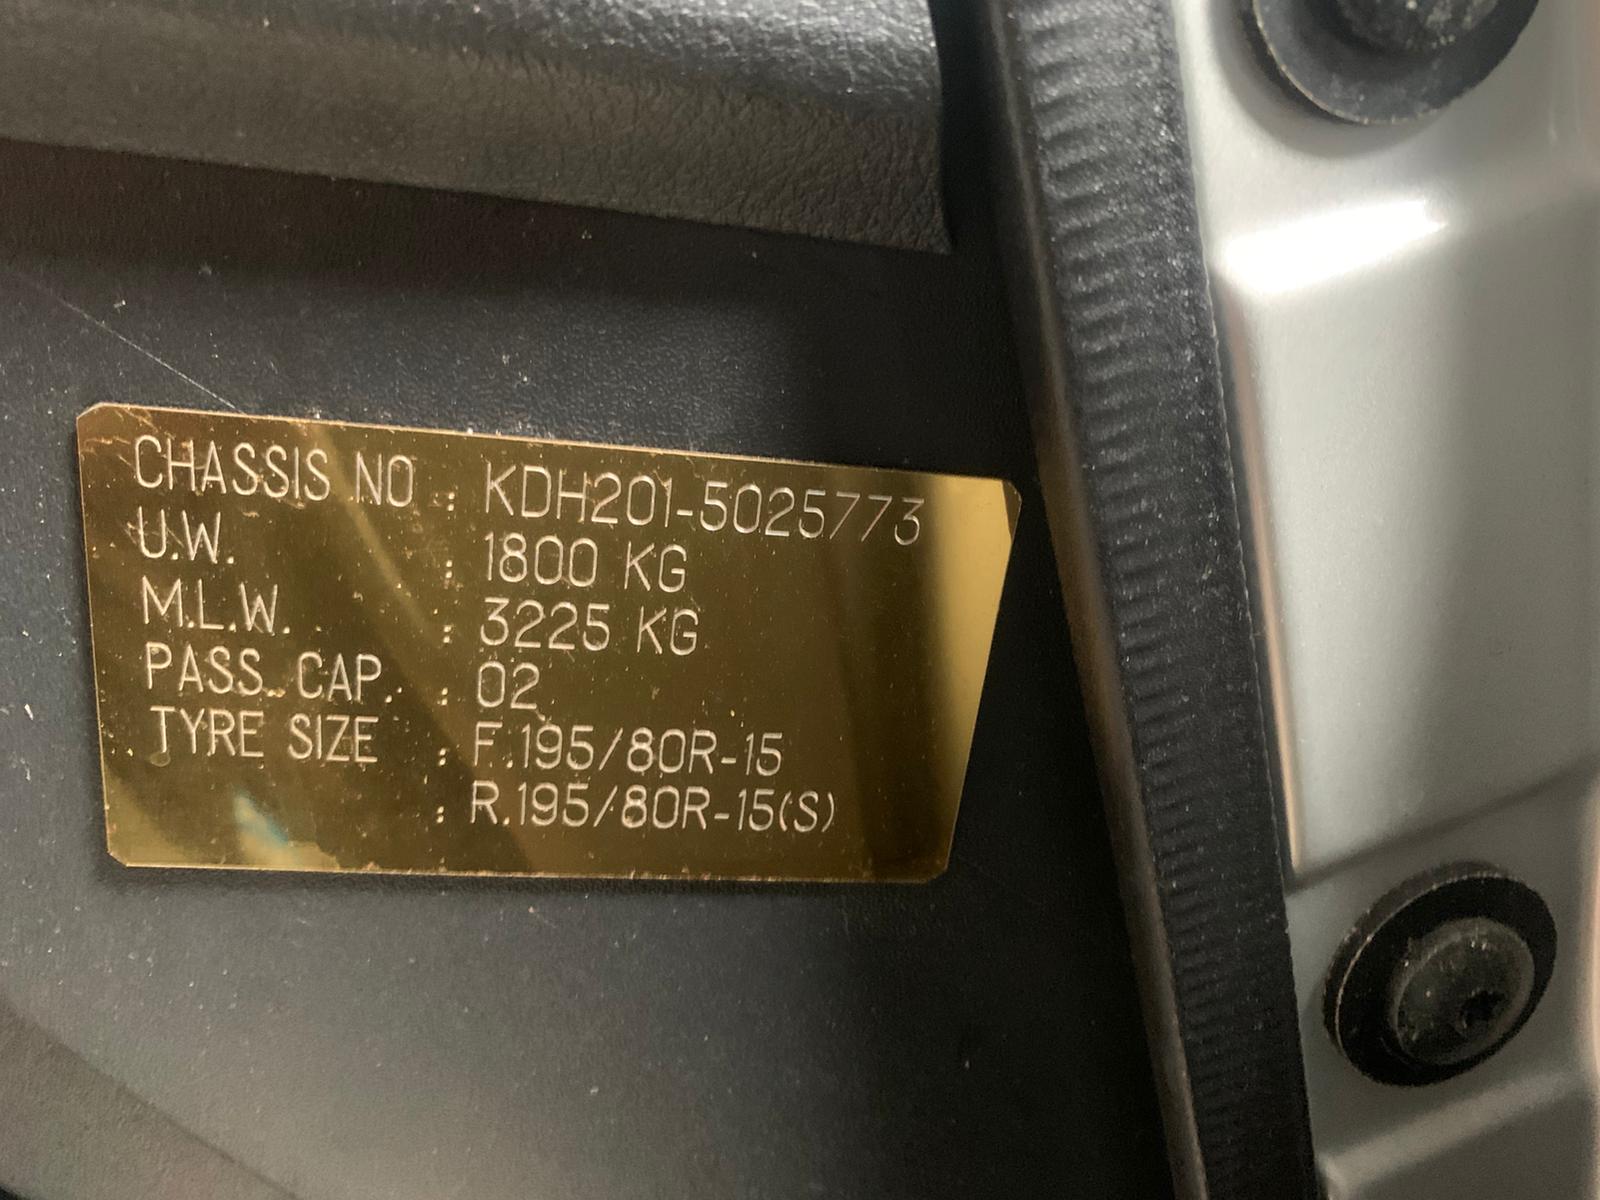 CHASSIS NO : KDH201-5025773
U.W. : 1800 KG
M.L.W. : 3225 KG
PASS. CAP. : 02
TYRE SIZE : F.195/80R-15
: R.195/80R-15(S)